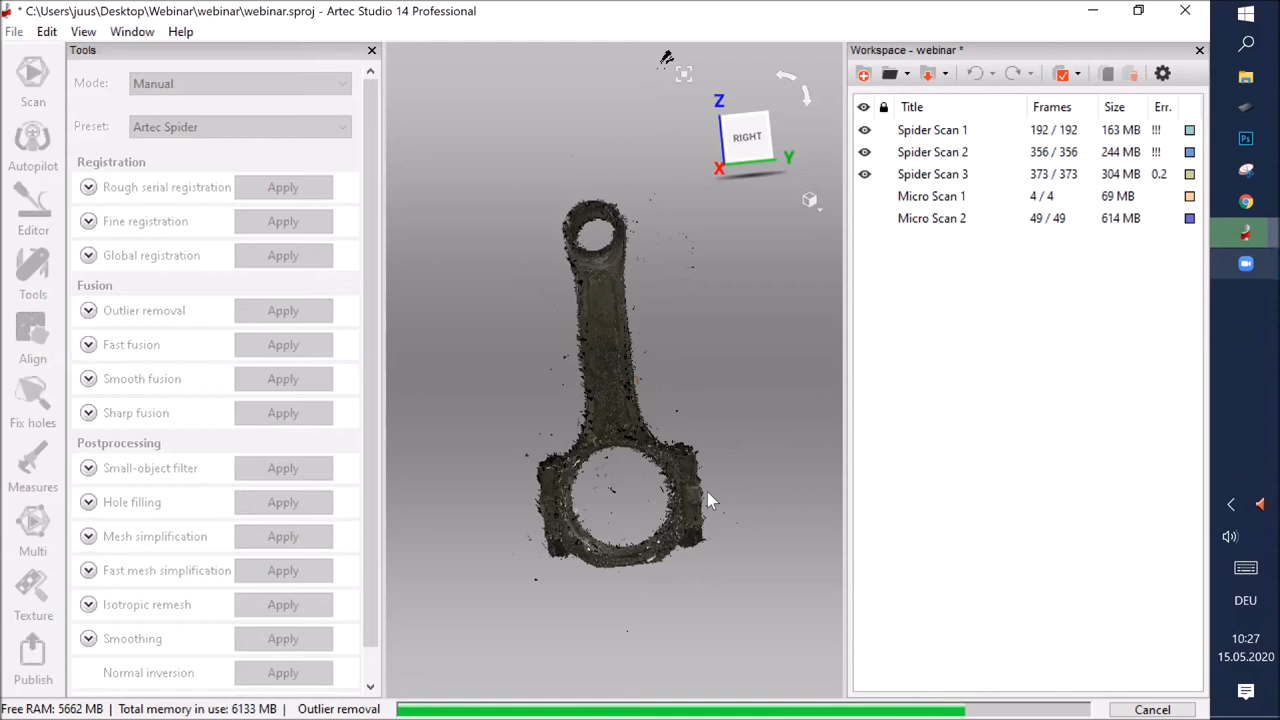 * C:\Users\juus\Desktop\Webinar\webinar\webinar.sproj - Artec Studio 14 Professional
File Edit View Window Help
Tools
Workspace - webinar *
Scan
Autopilot
Editor
Tools
Align
Fix holes
Measures
Multi
Texture
Publish
Mode: Manual
Preset: Artec Spider
Registration
Rough serial registration Apply
Fine registration Apply
Global registration Apply
Fusion
Outlier removal Apply
Fast fusion Apply
Smooth fusion Apply
Sharp fusion Apply
Postprocessing
Small-object filter Apply
Hole filling Apply
Mesh simplification Apply
Fast mesh simplification Apply
Isotropic remesh Apply
Smoothing Apply
Normal inversion Apply
Z
RIGHT
Y
X
Title Frames Size Err.
Spider Scan 1 192 / 192 163 MB !!!
Spider Scan 2 356 / 356 244 MB !!!
Spider Scan 3 373 / 373 304 MB 0.2
Micro Scan 1 4 / 4 69 MB
Micro Scan 2 49 / 49 614 MB
Ps
DEU
10:27
15.05.2020
Free RAM: 5662 MB | Total memory in use: 6133 MB | Outlier removal
Cancel